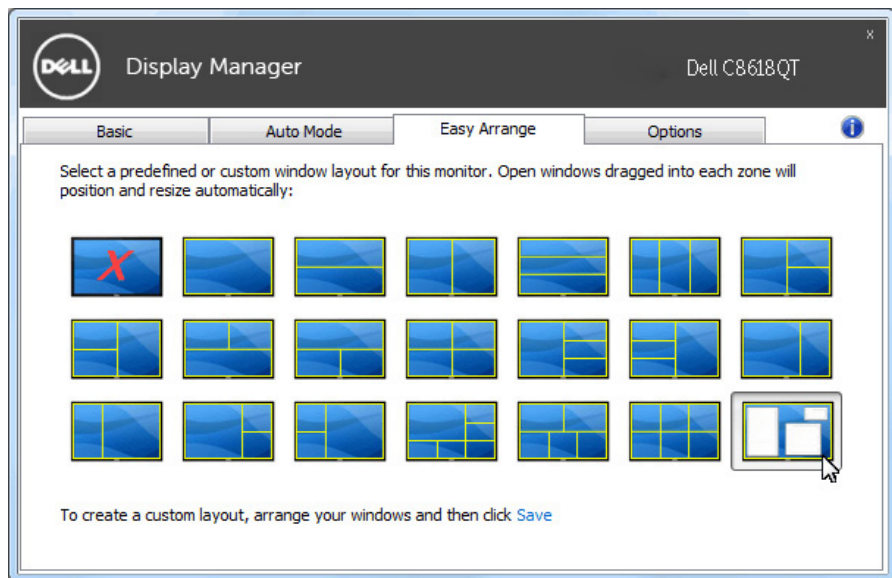 DELL
Display Manager
Dell C8618QT
x
Basic
Auto Mode
Easy Arrange
Options
i
Select a predefined or custom window layout for this monitor. Open windows dragged into each zone will
position and resize automatically:
X
To create a custom layout, arrange your windows and then click Save